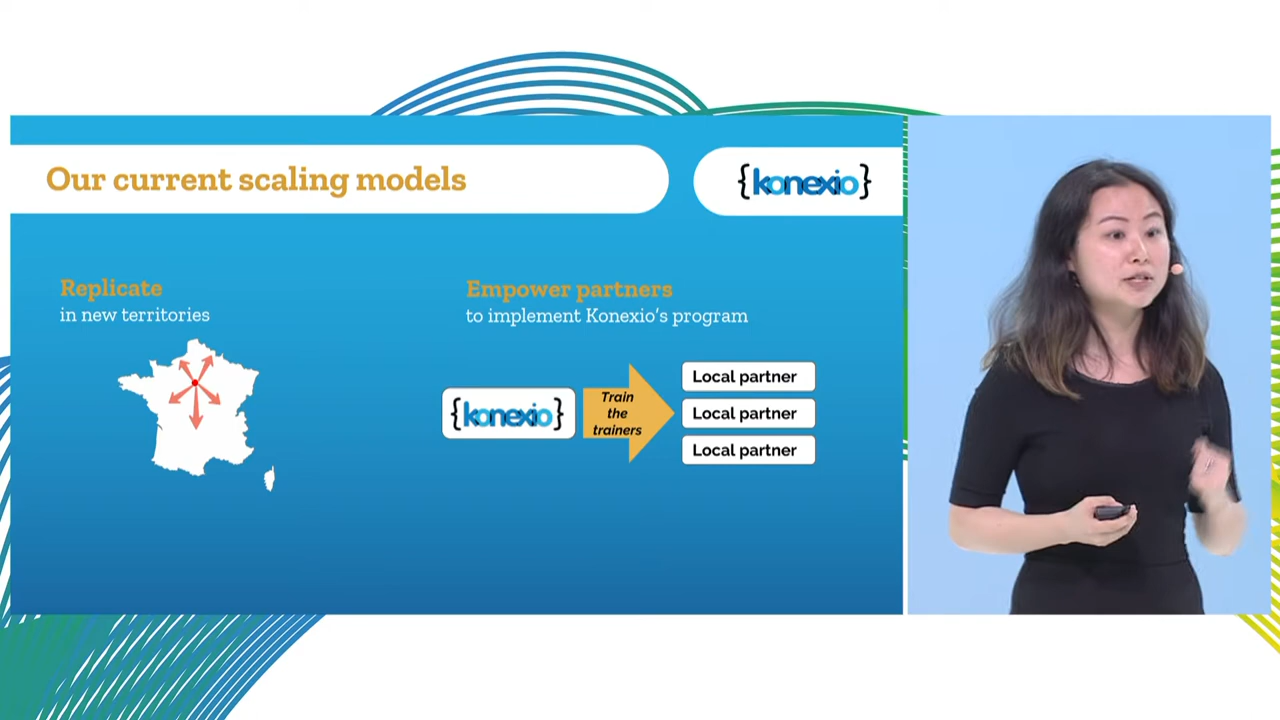 Our current scaling models
{konexio}
Replicate
in new territories
Empower partners
to implement Konexio's program
{konexio}
Train
the
trainers
Local partner
Local partner
Local partner